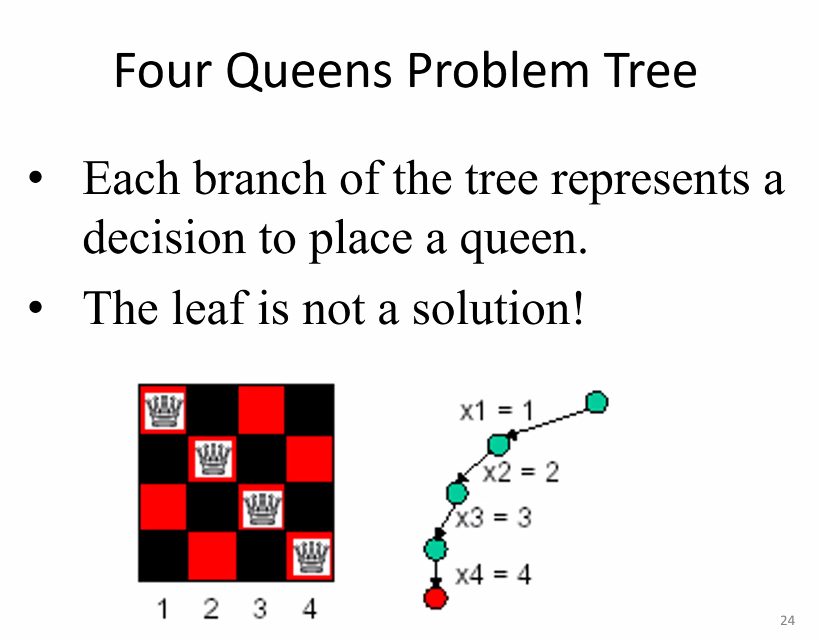 Four Queens Problem Tree
• Each branch of the tree represents a
decision to place a queen.
• The leaf is not a solution!
x1 = 1
x2 = 2
x3 = 3
x4 = 4
1 2 3 4
24